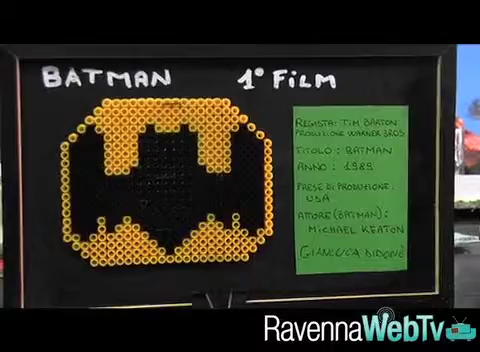 BATMAN 1° FiLM
REGISTA: TIM BARTON
PRODUZIONE WARNER BROS
TITOLO: BATMAN
ANNO: 1989
PAESE DI PRODUZIONE:
USA
ATTORE (BATMAN):
MICHAEL KEATON
GIANLUCA DIDONÈ
RavennaWebTv